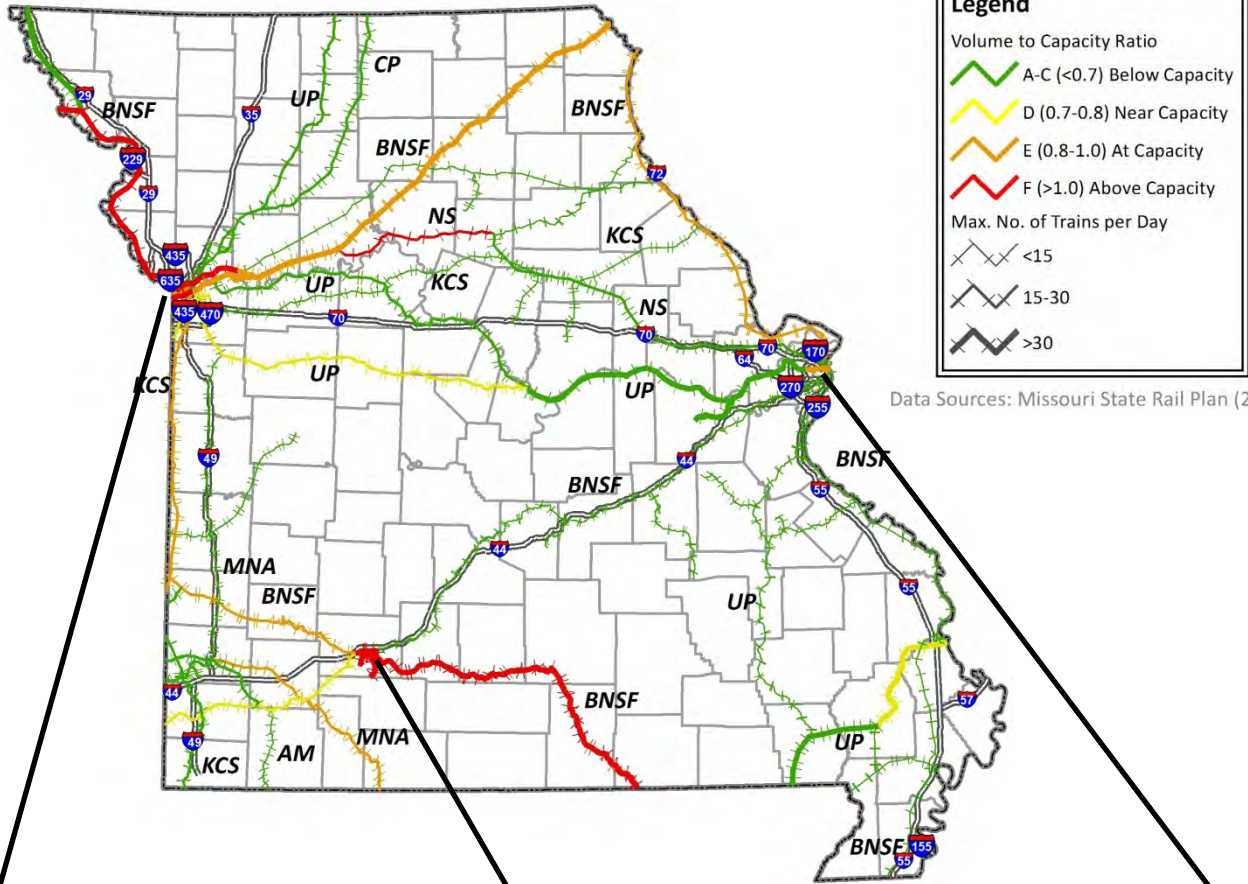 Legend
Volume to Capacity Ratio
A-C (<0.7) Below Capacity
D (0.7-0.8) Near Capacity
E (0.8-1.0) At Capacity
F (>1.0) Above Capacity
Max. No. of Trains per Day
<15
15-30
>30
Data Sources: Missouri State Rail Plan (2
CP
29
BNSF
UP
35
BNSF
BNSF
229
72
29
NS
KCS
435
635
UP
KCS
435
470
70
NS
70
70
170
64
KCS
UP
UP
270
255
49
44
BNSF
BNSF
55
44
MNA
BNSF
55
UP
44
BNSF
57
49
MNA
UP
KCS
AM
BNSF
155
55